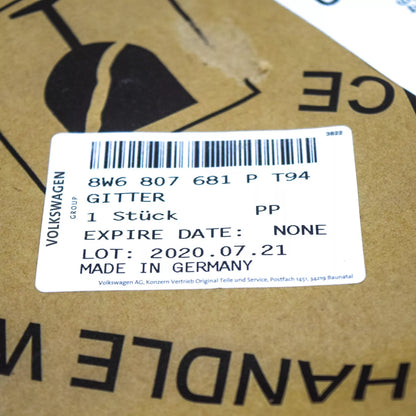 CE
3822
VOLKSWAGEN
GROUP
8W6 807 681 P T94
GITTER
1 Stück PP
EXPIRE DATE: NONE
LOT: 2020.07.21
MADE IN GERMANY
Volkswagen AG, Konzern Vertrieb Original Teile und Service, Postfach 1451, 34219 Baunatal
HANDLE W